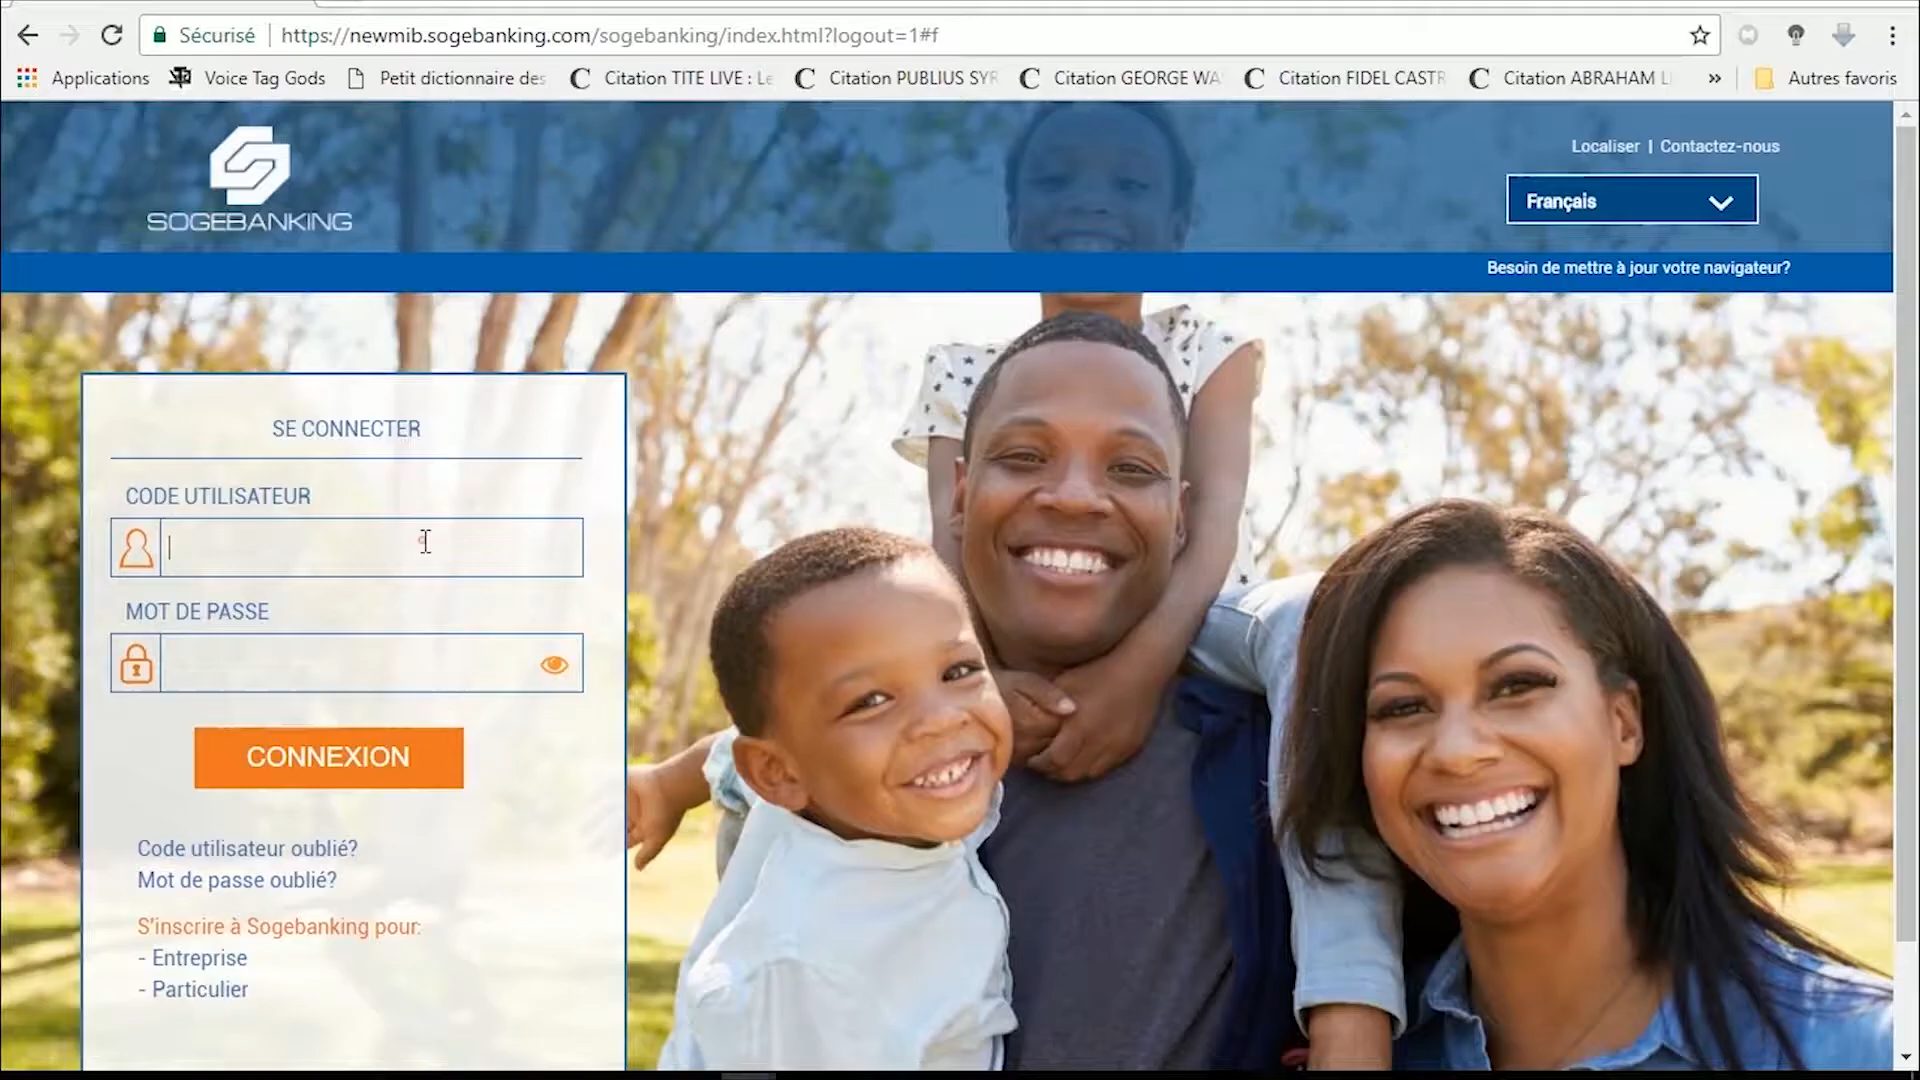 Sécurisé | https://newmib.sogebanking.com/sogebanking/index.html?logout=1#f
Applications Voice Tag Gods Petit dictionnaire des Citation TITE LIVE : Le Citation PUBLIUS SYR Citation GEORGE WA Citation FIDEL CASTR Citation ABRAHAM L » Autres favoris
Localiser | Contactez-nous
Français
SOGEBANKING
Besoin de mettre à jour votre navigateur?
SE CONNECTER
CODE UTILISATEUR
MOT DE PASSE
CONNEXION
Code utilisateur oublié?
Mot de passe oublié?
S'inscrire à Sogebanking pour:
- Entreprise
- Particulier